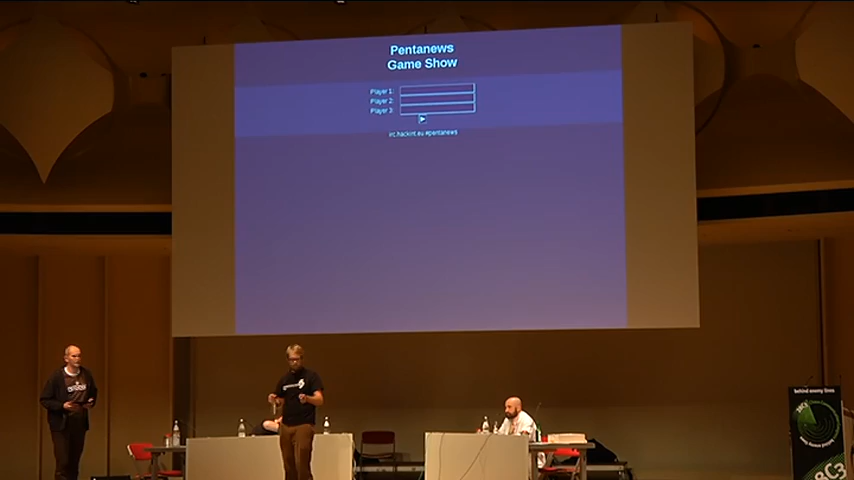 Pentanews
Game Show
Player 1:
Player 2:
Player 3:
irc.hackint.eu #pentanews
behind enemy lines